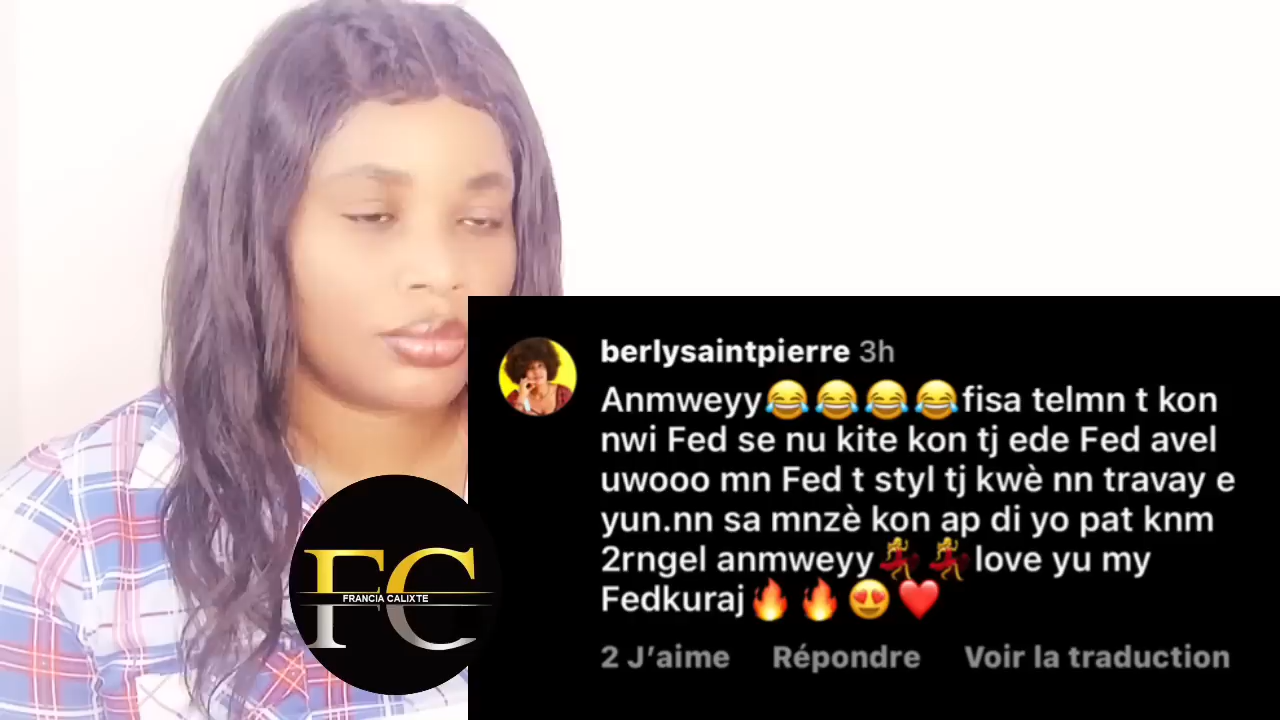 berlysaintpierre 3h
Anmweyy😂😂😂😂fisa telmn t kon
nwi Fed se nu kite kon tj ede Fed avel
uwooo mn Fed t styl tj kwè nn travay e
yun.nn sa mnzè kon ap di yo pat knm
2rngel anmweyy💃💃love yu my
Fedkuraj🔥🔥😍❤️
2 J’aime Répondre Voir la traduction
FC
FRANCIA CALIXTE